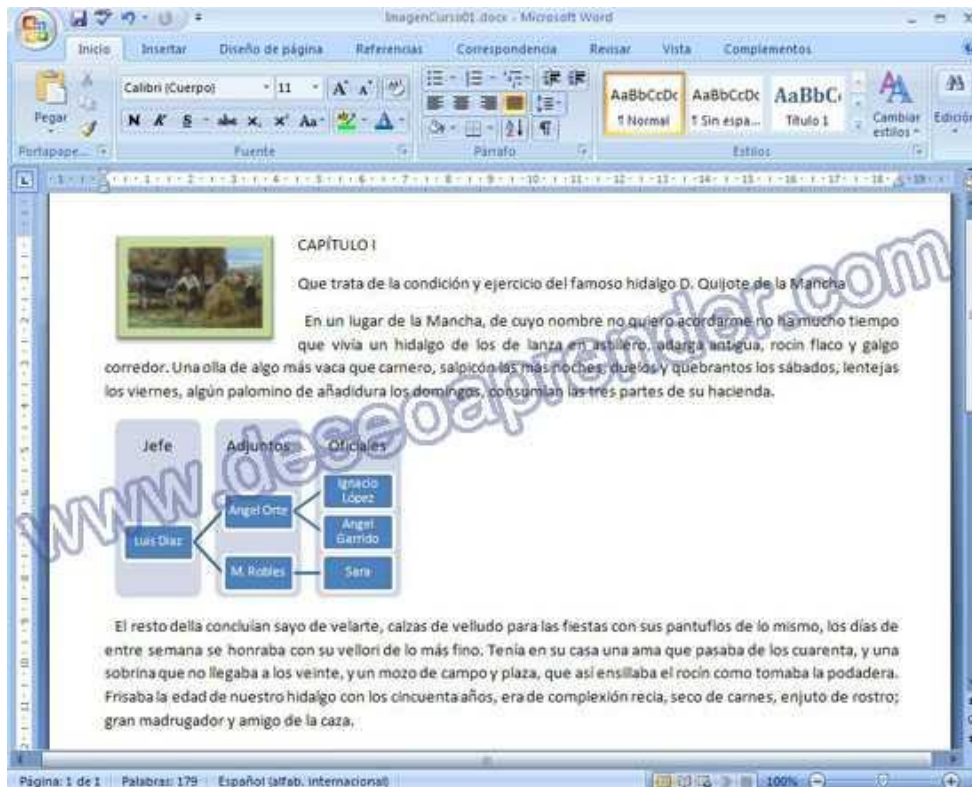 ImagenCurso01.docx - Microsoft Word
Inicio Insertar Diseño de página Referencias Correspondencia Revisar Vista Complementos
Calibri (Cuerpo) 11
Pegar
N K S abc x, x' Aa A
AaBbCcDc AaBbCcDc AaBbC
¶ Normal ¶ Sin espa... Título 1
Cambiar estilos
Edición
Portapape... Fuente Párrafo Estilos
CAPÍTULO I
Que trata de la condición y ejercicio del famoso hidalgo D. Quijote de la Mancha
En un lugar de la Mancha, de cuyo nombre no quiero acordarme no ha mucho tiempo
que vivía un hidalgo de los de lanza en astillero, adarga antigua, rocín flaco y galgo
corredor. Una olla de algo más vaca que carnero, salpicón las más noches, duelos y quebrantos los sábados, lentejas
los viernes, algún palomino de añadidura los domingos, consumían las tres partes de su hacienda.
www.deseoaprender.com
Jefe Adjuntos Oficiales
Luis Diaz
Angel Orte
M. Robles
Ignacio López
Angel Garrido
Sara
El resto della concluían sayo de velarte, calzas de velludo para las fiestas con sus pantuflos de lo mismo, los días de
entre semana se honraba con su vellori de lo más fino. Tenía en su casa una ama que pasaba de los cuarenta, y una
sobrina que no llegaba a los veinte, y un mozo de campo y plaza, que así ensillaba el rocín como tomaba la podadera.
Frisaba la edad de nuestro hidalgo con los cincuenta años, era de complexión recia, seco de carnes, enjuto de rostro;
gran madrugador y amigo de la caza.
Página: 1 de 1 Palabras: 179 Español (alfab. internacional) 100%